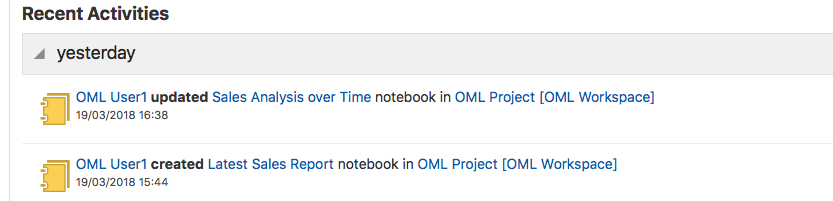 Recent Activities
yesterday
OML User1 updated Sales Analysis over Time notebook in OML Project [OML Workspace]
19/03/2018 16:38
OML User1 created Latest Sales Report notebook in OML Project [OML Workspace]
19/03/2018 15:44